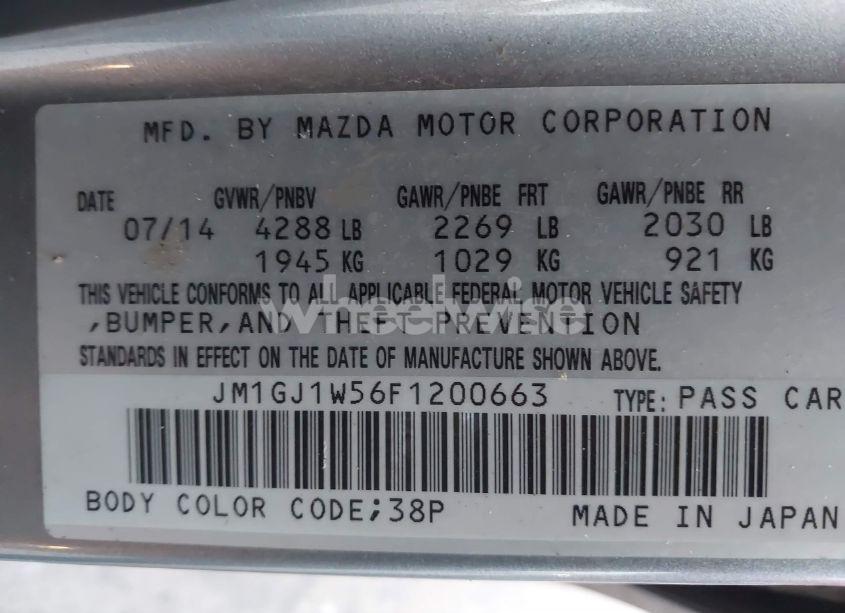 MFD. BY MAZDA MOTOR CORPORATION
DATE GVWR/PNBV GAWR/PNBE FRT GAWR/PNBE RR
07/14 4288 LB 2269 LB 2030 LB
1945 KG 1029 KG 921 KG
THIS VEHICLE CONFORMS TO ALL APPLICABLE FEDERAL MOTOR VEHICLE SAFETY
wheelwise
,BUMPER,AND THEFT PREVENTION
STANDARDS IN EFFECT ON THE DATE OF MANUFACTURE SHOWN ABOVE.
JM1GJ1W56F1200663 TYPE: PASS CAR
BODY COLOR CODE;38P MADE IN JAPAN